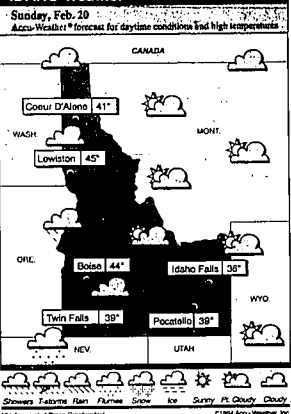 Sunday, Feb. 20
Accu-Weather® forecast for daytime conditions and high temperatures
CANADA
Coeur D'Alene 41°
WASH.
MONT.
Lewiston 45°
ORE.
Boise 44°
Idaho Falls 36°
WYO.
Twin Falls 39°
Pocatello 39°
NEV.
UTAH
Showers T-storms Rain Flurries Snow Ice Sunny Pt. Cloudy Cloudy
©1994 Accu-Weather, Inc.